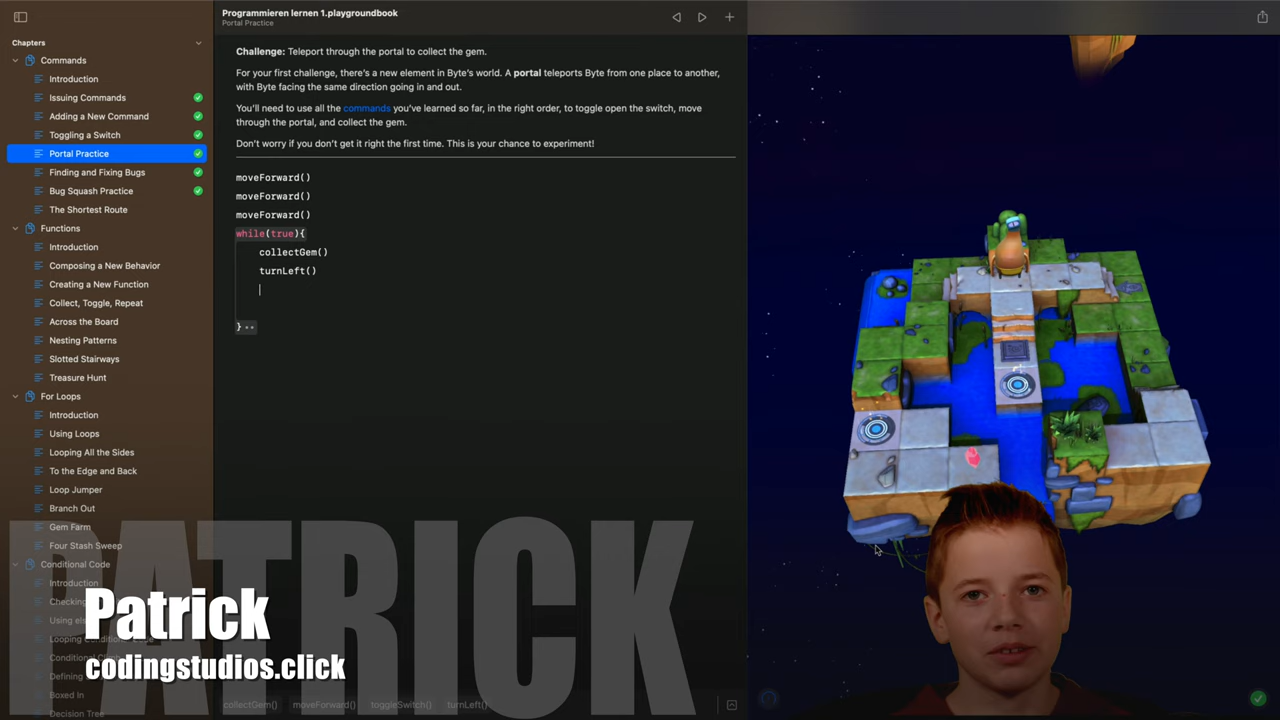 Programmieren lernen 1.playgroundbook
Portal Practice
Chapters
Commands
Introduction
Issuing Commands
Adding a New Command
Toggling a Switch
Portal Practice
Finding and Fixing Bugs
Bug Squash Practice
The Shortest Route
Functions
Introduction
Composing a New Behavior
Creating a New Function
Collect, Toggle, Repeat
Across the Board
Nesting Patterns
Slotted Stairways
Treasure Hunt
For Loops
Introduction
Using Loops
Looping All the Sides
To the Edge and Back
Loop Jumper
Branch Out
Gem Farm
Four Stash Sweep
Conditional Code
Introduction
Boxed In
Decision Tree
Challenge: Teleport through the portal to collect the gem.
For your first challenge, there's a new element in Byte's world. A portal teleports Byte from one place to another,
with Byte facing the same direction going in and out.
You'll need to use all the commands you've learned so far, in the right order, to toggle open the switch, move
through the portal, and collect the gem.
Don't worry if you don't get it right the first time. This is your chance to experiment!
moveForward()
moveForward()
moveForward()
while(true){
collectGem()
turnLeft()
}
PATRICK
Patrick
codingstudios.click
collectGem() moveForward() toggleSwitch() turnLeft()